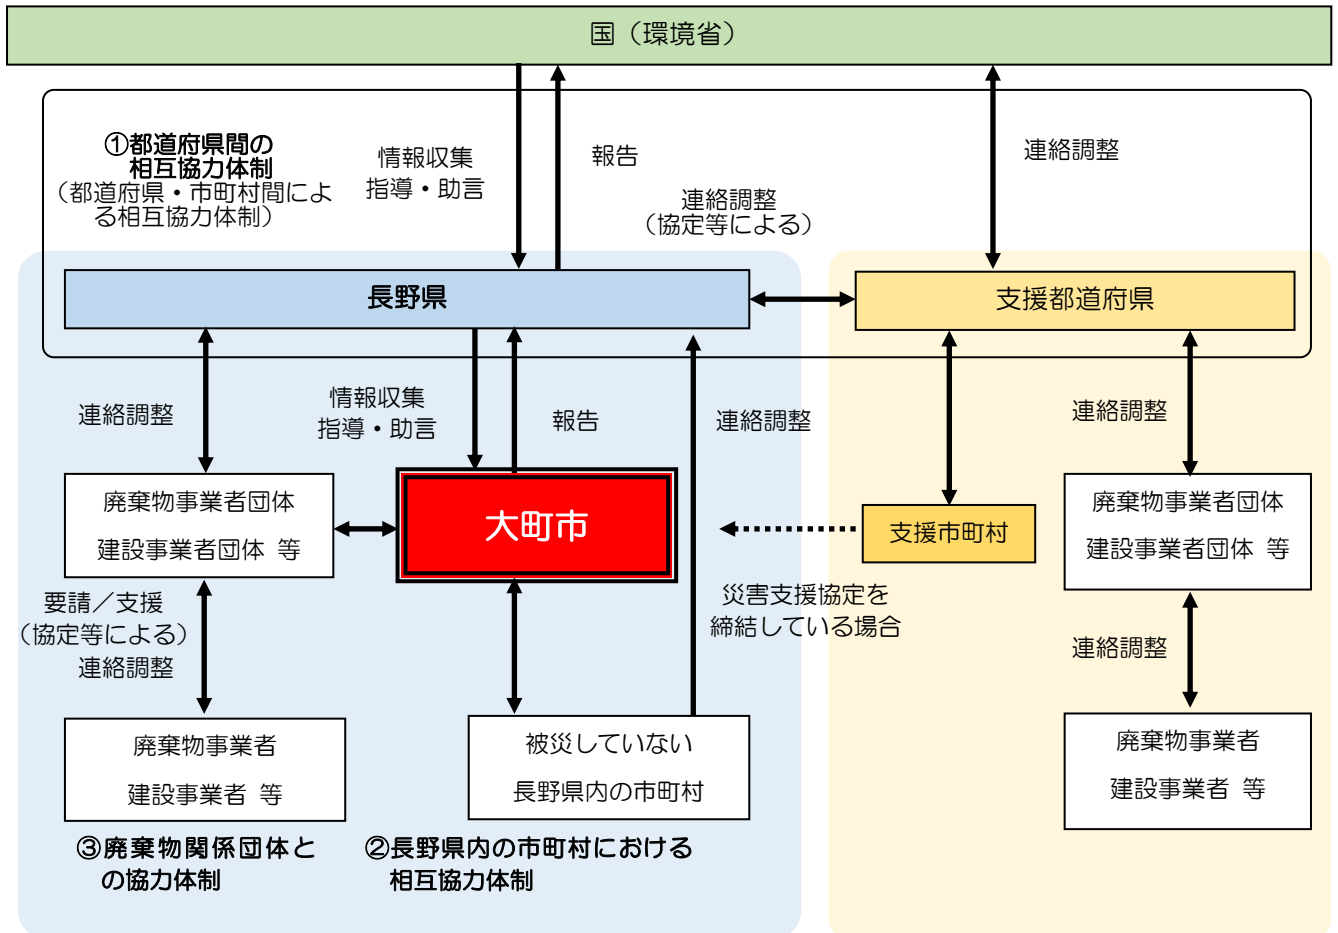 国（環境省）
①都道府県間の
相互協力体制
（都道府県・市町村間によ
る相互協力体制）
情報収集
指導・助言
報告
連絡調整
（協定等による）
連絡調整
長野県
支援都道府県
連絡調整
情報収集
指導・助言
報告
連絡調整
連絡調整
廃棄物事業者団体
建設事業者団体 等
大町市
支援市町村
廃棄物事業者団体
建設事業者団体 等
要請／支援
（協定等による）
連絡調整
災害支援協定を
締結している場合
連絡調整
廃棄物事業者
建設事業者 等
被災していない
長野県内の市町村
廃棄物事業者
建設事業者 等
③廃棄物関係団体と
の協力体制
②長野県内の市町村における
相互協力体制